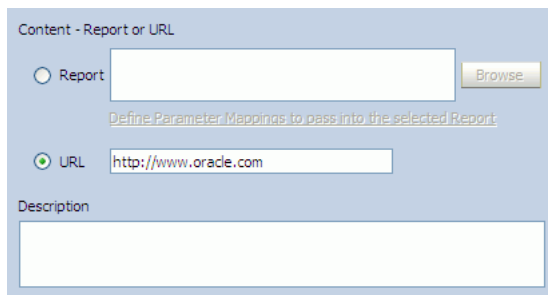 Content - Report or URL
Report
Browse
Define Parameter Mappings to pass into the selected Report
URL
http://www.oracle.com
Description